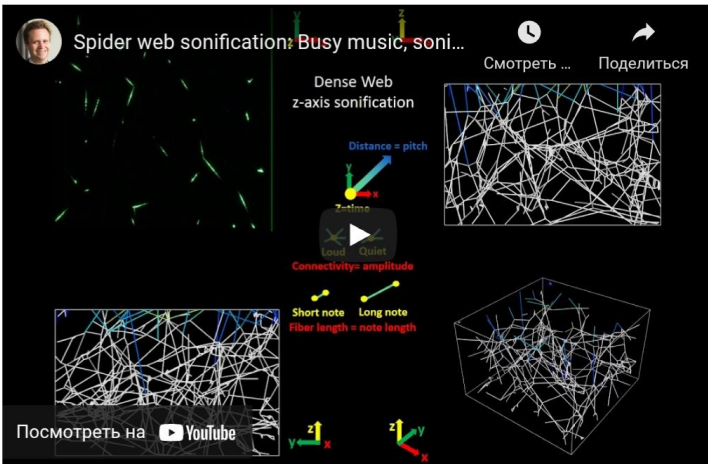 Spider web sonification: Busy music, soni...
Смотреть ...
Поделиться
z
x
z
Dense Web
z-axis sonification
Distance = pitch
y
x
Z=time
Loud
Quiet
Connectivity= amplitude
Short note
Long note
Fiber length = note length
Посмотреть на YouTube
z
y
x
z
y
x